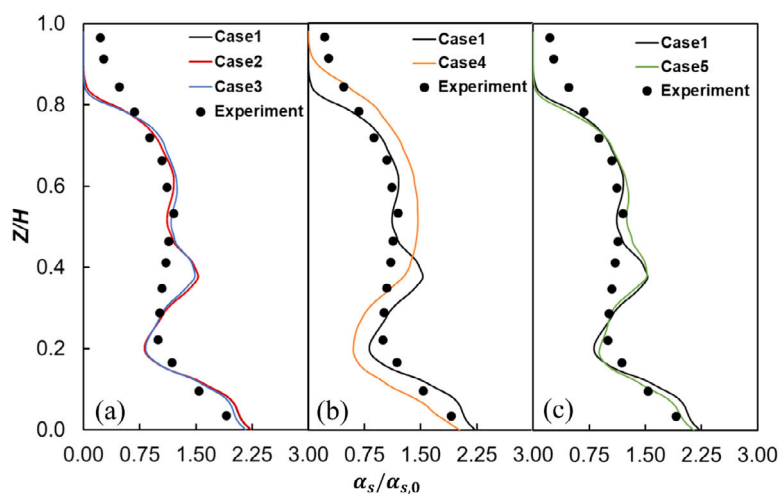 1.0
0.8
0.6
0.4
0.2
0.0
Z/H
Case1
Case2
Case3
Experiment
(a)
Case1
Case4
Experiment
(b)
Case1
Case5
Experiment
(c)
0.00 0.75 1.50 2.25 3.00 0.75 1.50 2.25 3.00 0.75 1.50 2.25 3.00
αs/αs,0